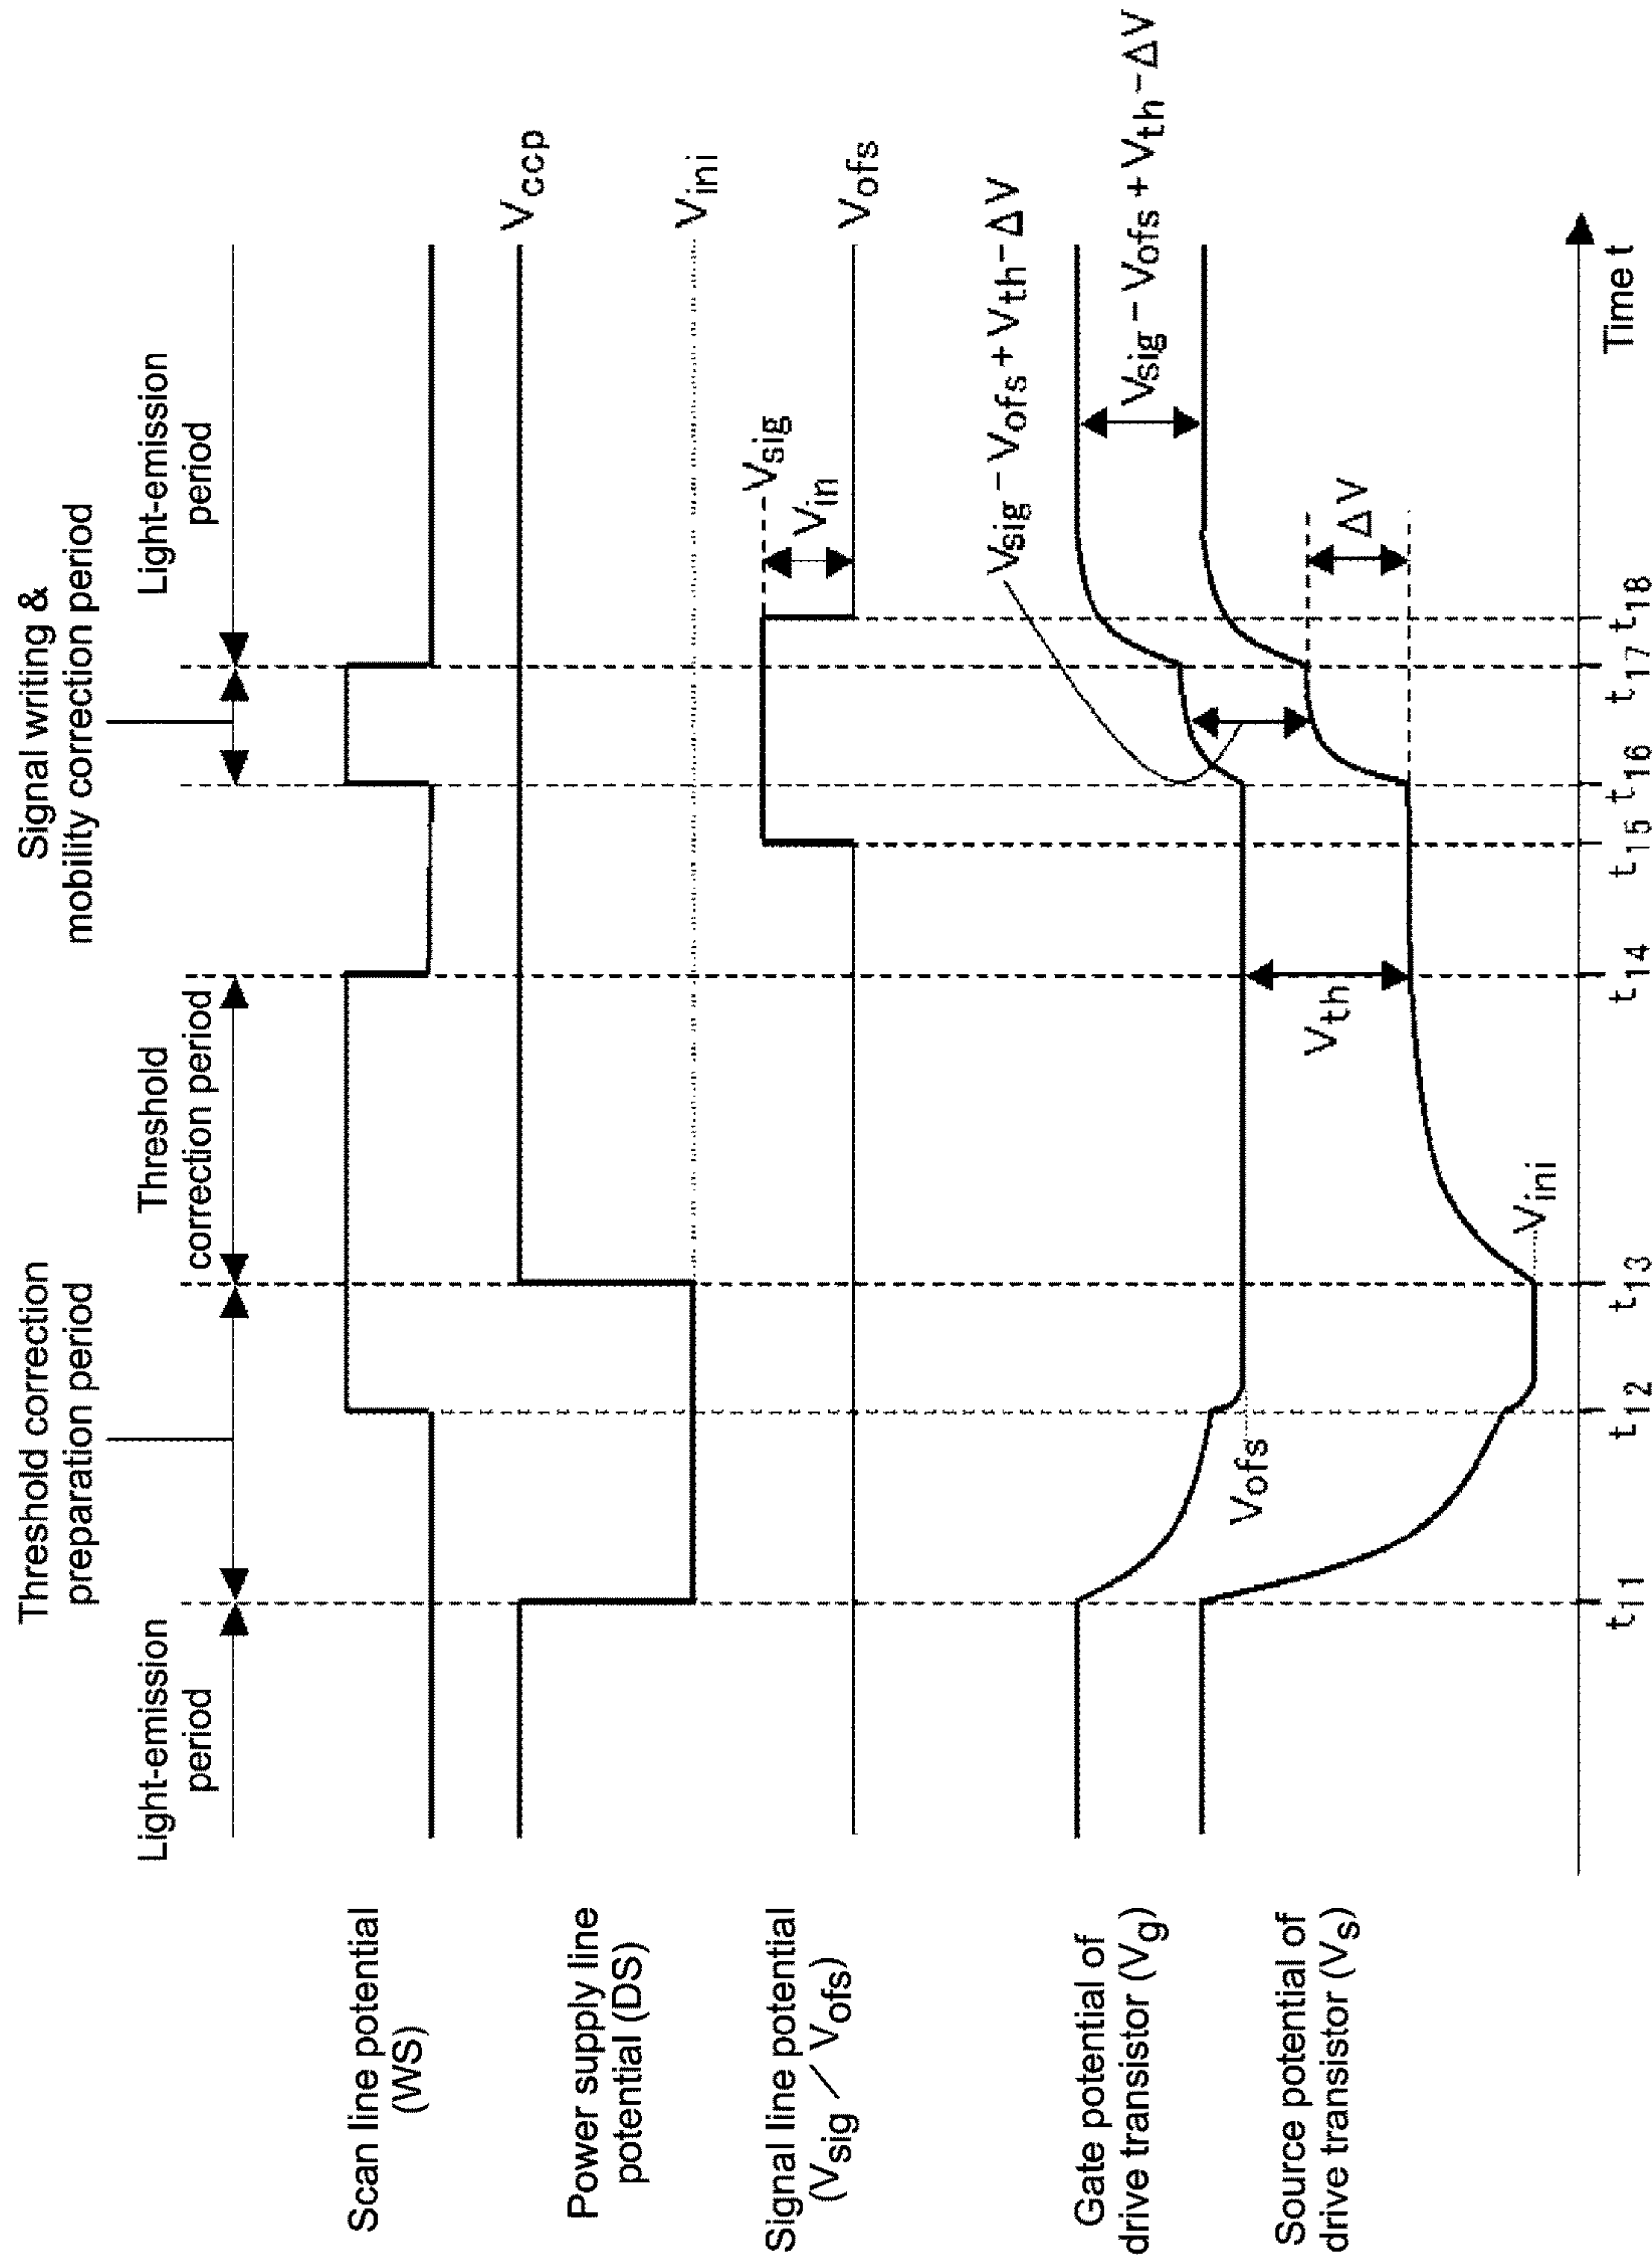 Light-emission
period
Threshold correction
preparation period
Threshold
correction period
Signal writing &
mobility correction period
Light-emission
period
Scan line potential
(WS)
Power supply line
potential (DS)
Vccp
Vini
Signal line potential
(Vsig / Vofs)
Vsig
Vin
Vofs
Gate potential of
drive transistor (Vg)
Vofs
Vth
Vsig-Vofs+Vth-ΔV
Vsig-Vofs+Vth-ΔV
Source potential of
drive transistor (Vs)
Vini
ΔV
t11 t12 t13 t14 t15 t16 t17 t18
Time t